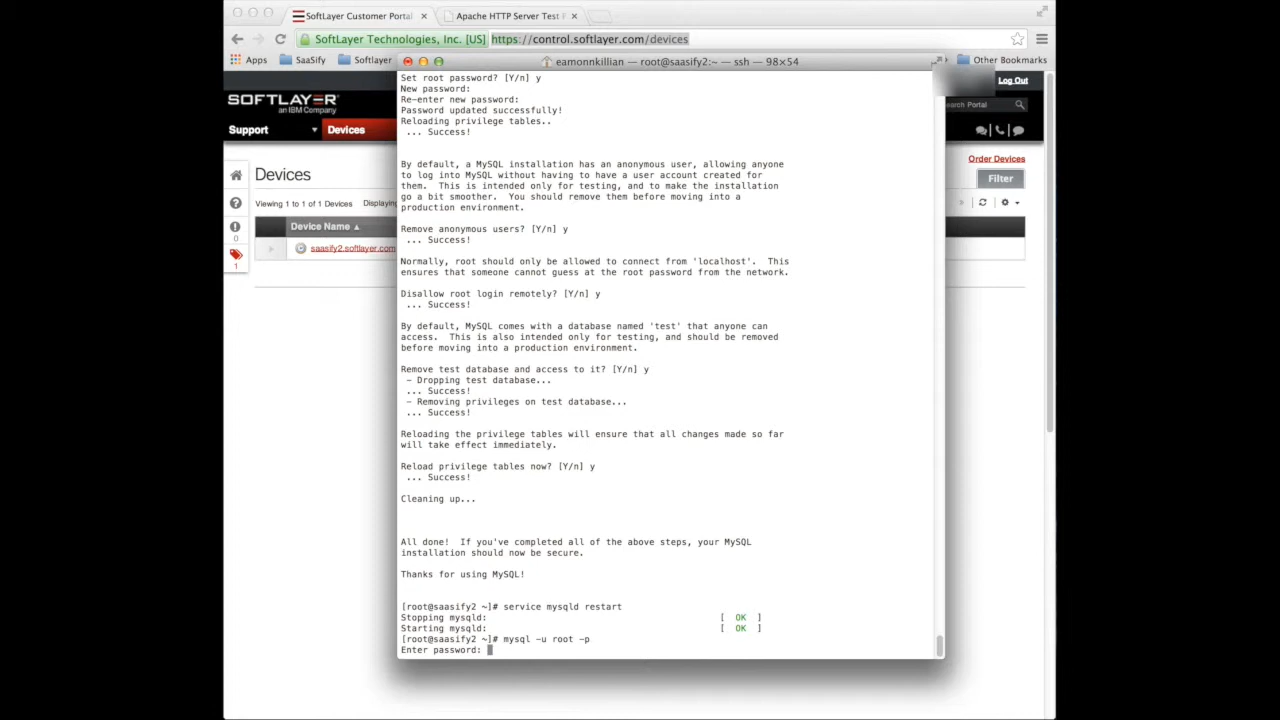 SoftLayer Customer Portal
Apache HTTP Server Test
SoftLayer Technologies, Inc. [US] https://control.softlayer.com/devices
Apps SaaSify Softlayer Other Bookmarks
eamonnkillian — root@saasify2:~ — ssh — 98×54
SOFTLAYER
an IBM Company
Log Out
earch Portal
Support Devices
Order Devices
Devices
Filter
Viewing 1 to 1 of 1 Devices Displaying
Device Name
0
saasify2.softlayer.com
1
Set root password? [Y/n] y
New password:
Re-enter new password:
Password updated successfully!
Reloading privilege tables..
... Success!
By default, a MySQL installation has an anonymous user, allowing anyone
to log into MySQL without having to have a user account created for
them. This is intended only for testing, and to make the installation
go a bit smoother. You should remove them before moving into a
production environment.
Remove anonymous users? [Y/n] y
... Success!
Normally, root should only be allowed to connect from 'localhost'. This
ensures that someone cannot guess at the root password from the network.
Disallow root login remotely? [Y/n] y
... Success!
By default, MySQL comes with a database named 'test' that anyone can
access. This is also intended only for testing, and should be removed
before moving into a production environment.
Remove test database and access to it? [Y/n] y
- Dropping test database...
... Success!
- Removing privileges on test database...
... Success!
Reloading the privilege tables will ensure that all changes made so far
will take effect immediately.
Reload privilege tables now? [Y/n] y
... Success!
Cleaning up...
All done! If you've completed all of the above steps, your MySQL
installation should now be secure.
Thanks for using MySQL!
[root@saasify2 ~]# service mysqld restart
Stopping mysqld: [ OK ]
Starting mysqld: [ OK ]
[root@saasify2 ~]# mysql -u root -p
Enter password: